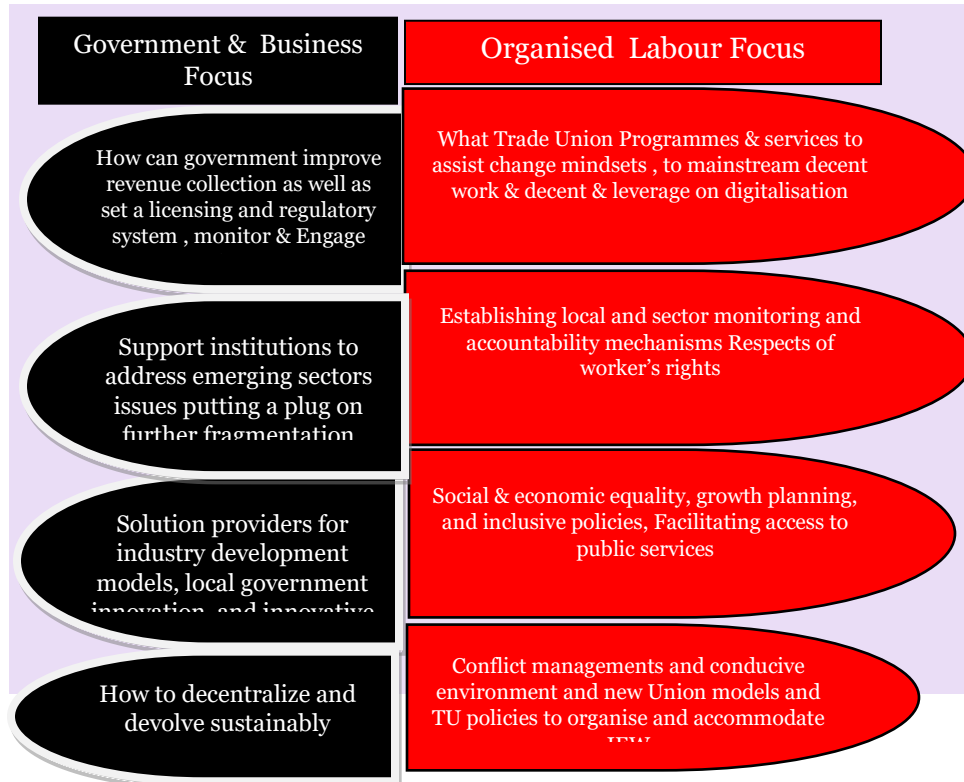 Government & Business
Focus
Organised Labour Focus
How can government improve
revenue collection as well as
set a licensing and regulatory
system , monitor & Engage
What Trade Union Programmes & services to
assist change mindsets , to mainstream decent
work & decent & leverage on digitalisation
Support institutions to
address emerging sectors
issues putting a plug on
further fragmentation
Establishing local and sector monitoring and
accountability mechanisms Respects of
worker's rights
Solution providers for
industry development
models, local government
innovation, and innovative
Social & economic equality, growth planning,
and inclusive policies, Facilitating access to
public services
How to decentralize and
devolve sustainably
Conflict managements and conducive
environment and new Union models and
TU policies to organise and accommodate